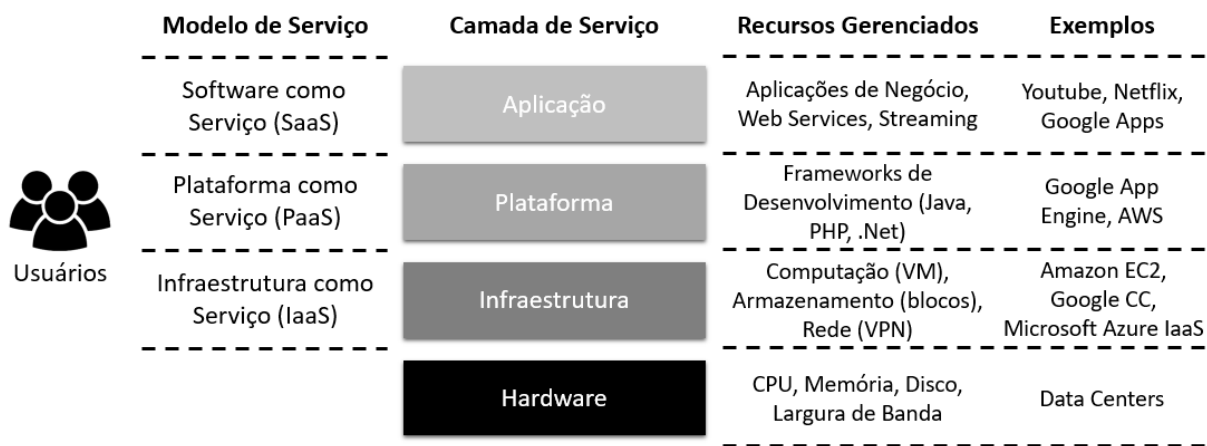 Modelo de Serviço
Camada de Serviço
Recursos Gerenciados
Exemplos
Software como
Serviço (SaaS)
Aplicação
Aplicações de Negócio,
Web Services, Streaming
Youtube, Netflix,
Google Apps
Usuários
Plataforma como
Serviço (PaaS)
Plataforma
Frameworks de
Desenvolvimento (Java,
PHP, .Net)
Google App
Engine, AWS
Infraestrutura como
Serviço (IaaS)
Infraestrutura
Computação (VM),
Armazenamento (blocos),
Rede (VPN)
Amazon EC2,
Google CC,
Microsoft Azure IaaS
Hardware
CPU, Memória, Disco,
Largura de Banda
Data Centers